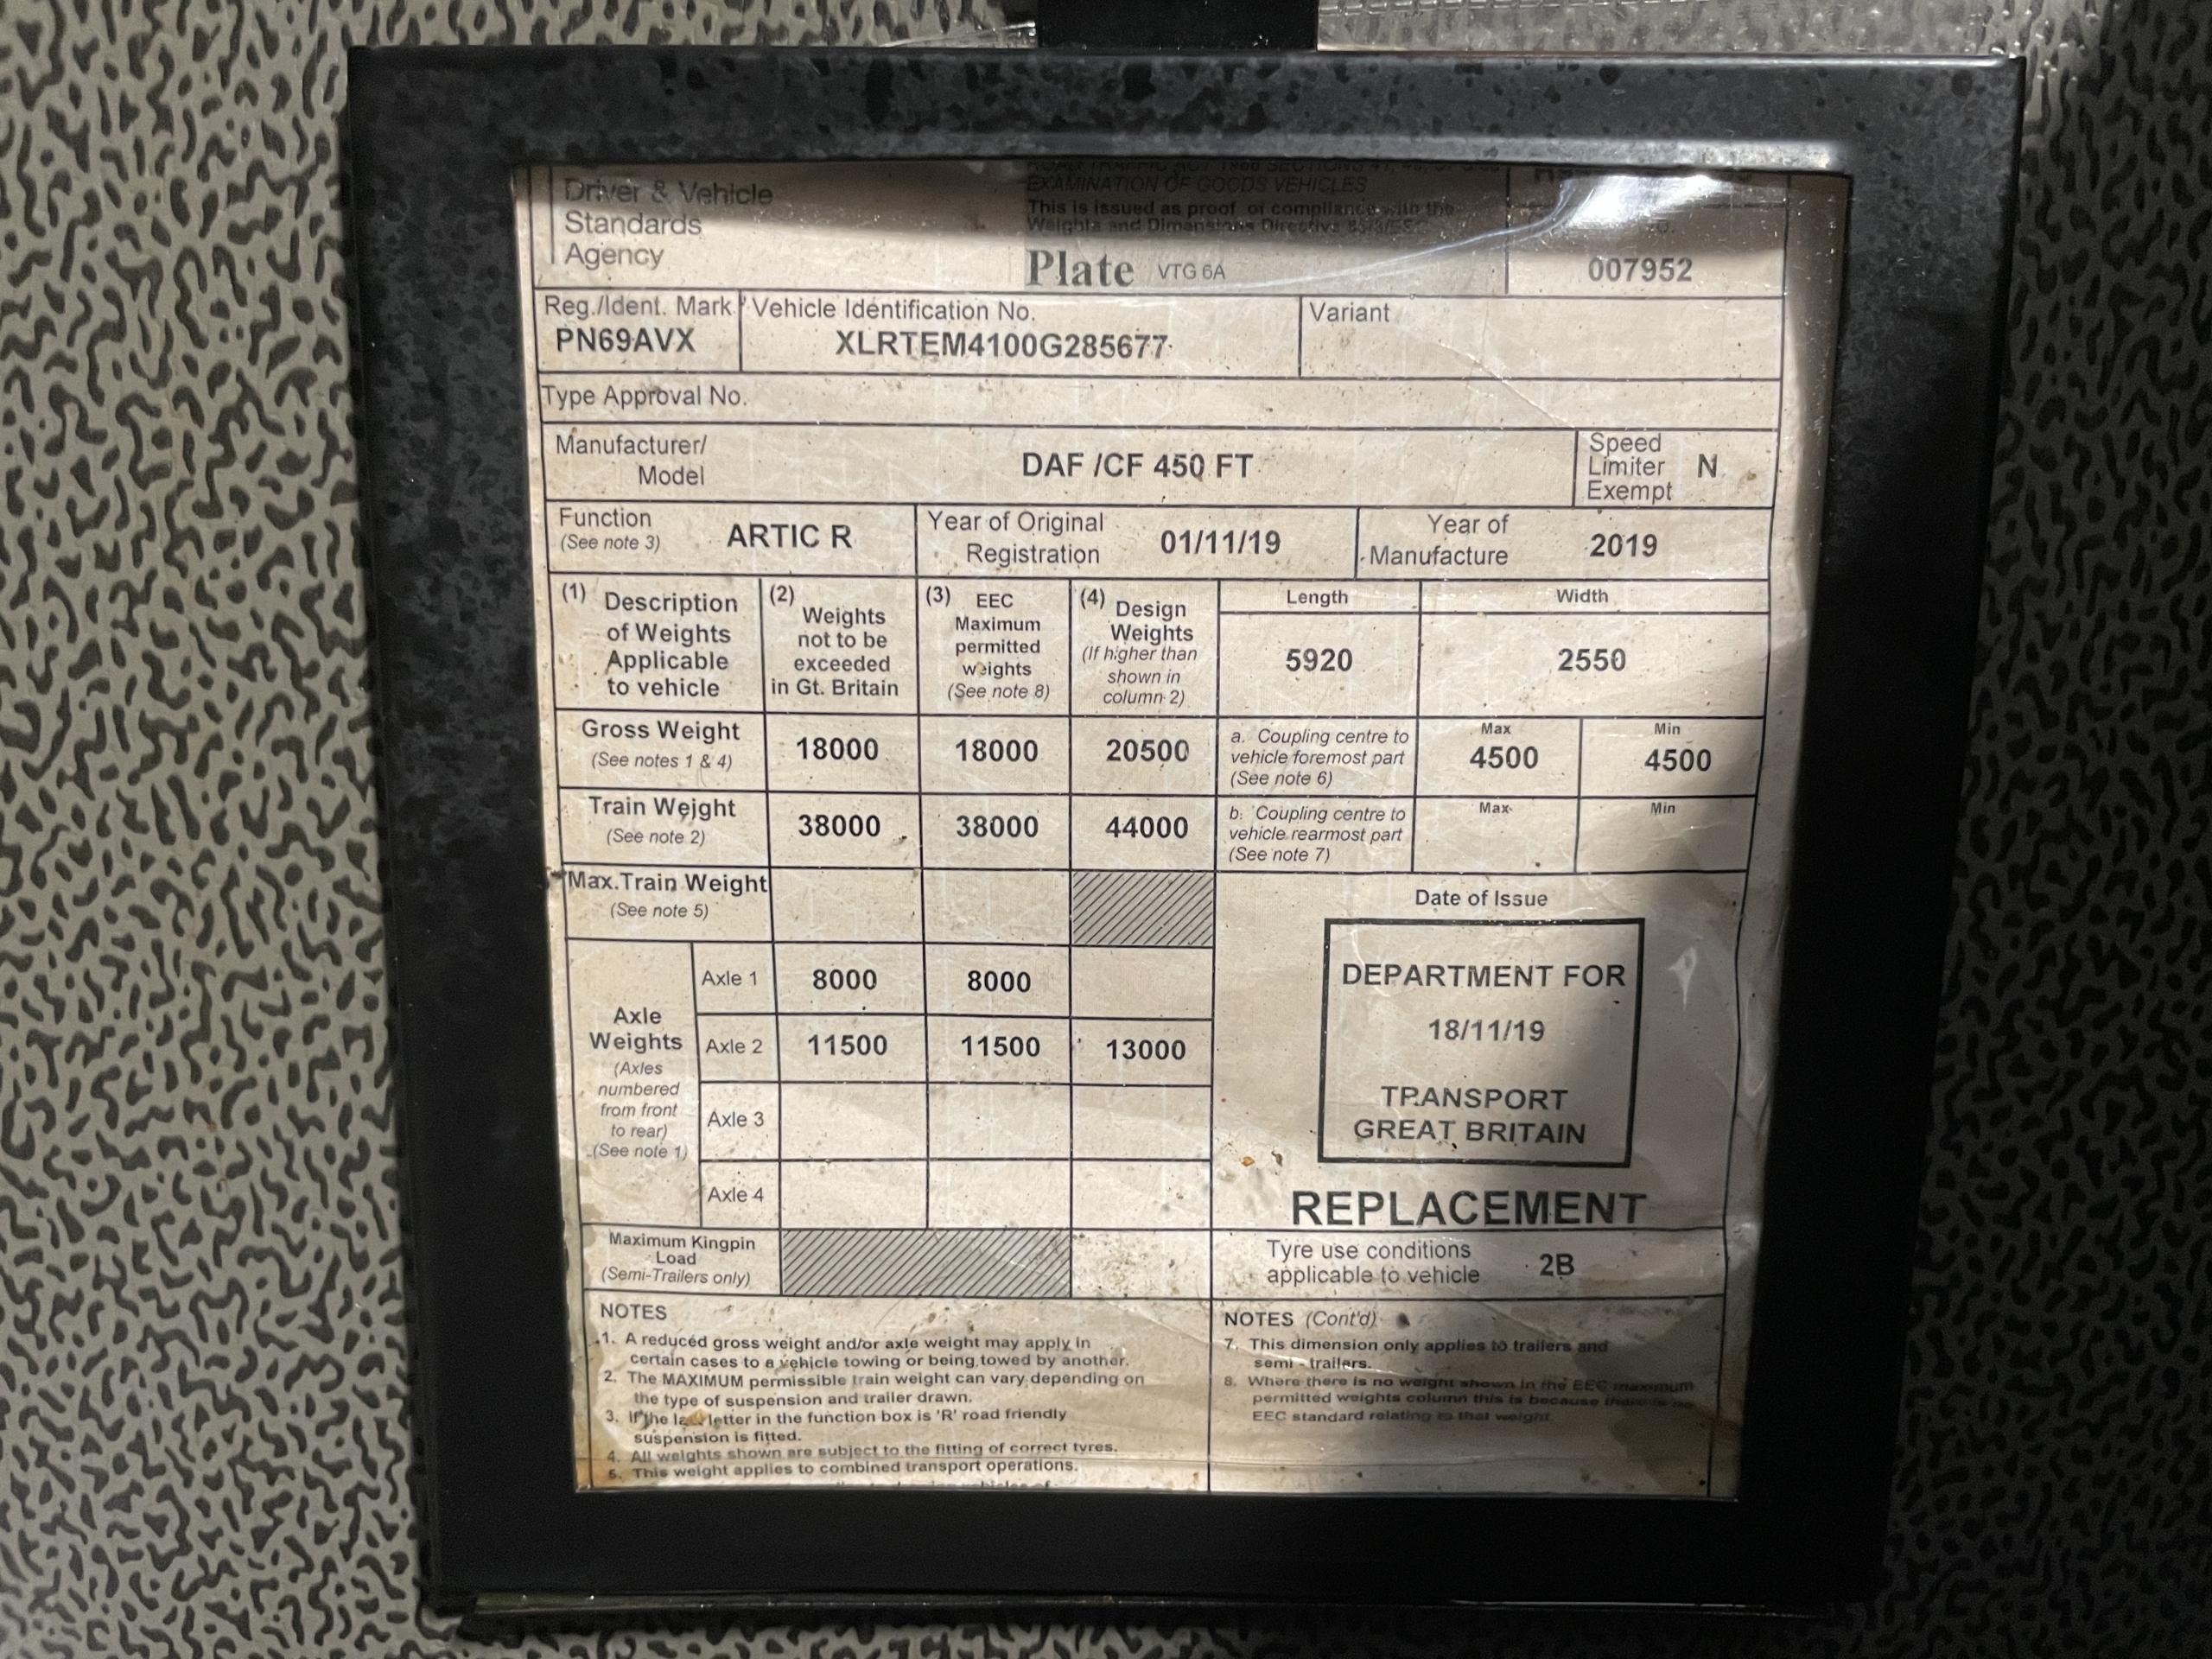 Driver & Vehicle
Standards
Agency
EXAMINATION OF GOODS VEHICLES
This is issued as proof of compliance with the
Weights and Dimensions Directive
Plate VTG 6A
007952
Reg./Ident. Mark
PN69AVX
Vehicle Identification No.
XLRTEM4100G285677
Variant
Type Approval No.
Manufacturer/
Model
DAF /CF 450 FT
Speed
Limiter
Exempt
N
Function
(See note 3)
ARTIC R
Year of Original
Registration
01/11/19
Year of
Manufacture
2019
(1) Description
of Weights
Applicable
to vehicle
(2) Weights
not to be
exceeded
in Gt. Britain
(3) EEC
Maximum
permitted
weights
(See note 8)
(4) Design
Weights
(If higher than
shown in
column 2)
Length
5920
Width
2550
Gross Weight
(See notes 1 & 4)
18000
18000
20500
a. Coupling centre to
vehicle foremost part
(See note 6)
Max
4500
Min
4500
Train Weight
(See note 2)
38000
38000
44000
b. Coupling centre to
vehicle rearmost part
(See note 7)
Max
Min
Max.Train Weight
(See note 5)
Date of Issue
DEPARTMENT FOR
18/11/19
TRANSPORT
GREAT BRITAIN
REPLACEMENT
Axle
Weights
(Axles
numbered
from front
to rear)
(See note 1)
Axle 1
8000
8000
Axle 2
11500
11500
13000
Axle 3
Axle 4
Maximum Kingpin
Load
(Semi-Trailers only)
Tyre use conditions
applicable to vehicle
2B
NOTES
1. A reduced gross weight and/or axle weight may apply in
certain cases to a vehicle towing or being towed by another.
2. The MAXIMUM permissible train weight can vary depending on
the type of suspension and trailer drawn.
3. If the last letter in the function box is 'R' road friendly
suspension is fitted.
4. All weights shown are subject to the fitting of correct tyres.
5. This weight applies to combined transport operations.
NOTES (Cont'd)
7. This dimension only applies to trailers and
semi - trailers.
8. Where there is no weight shown in the EEC maximum
permitted weights column this is because there is no
EEC standard relating to that weight.